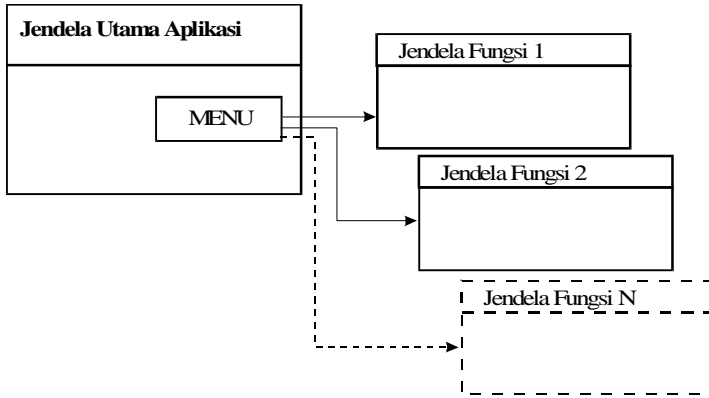 Jendela Utama Aplikasi
Jendela Fungsi 1
MENU
Jendela Fungsi 2
Jendela Fungsi N